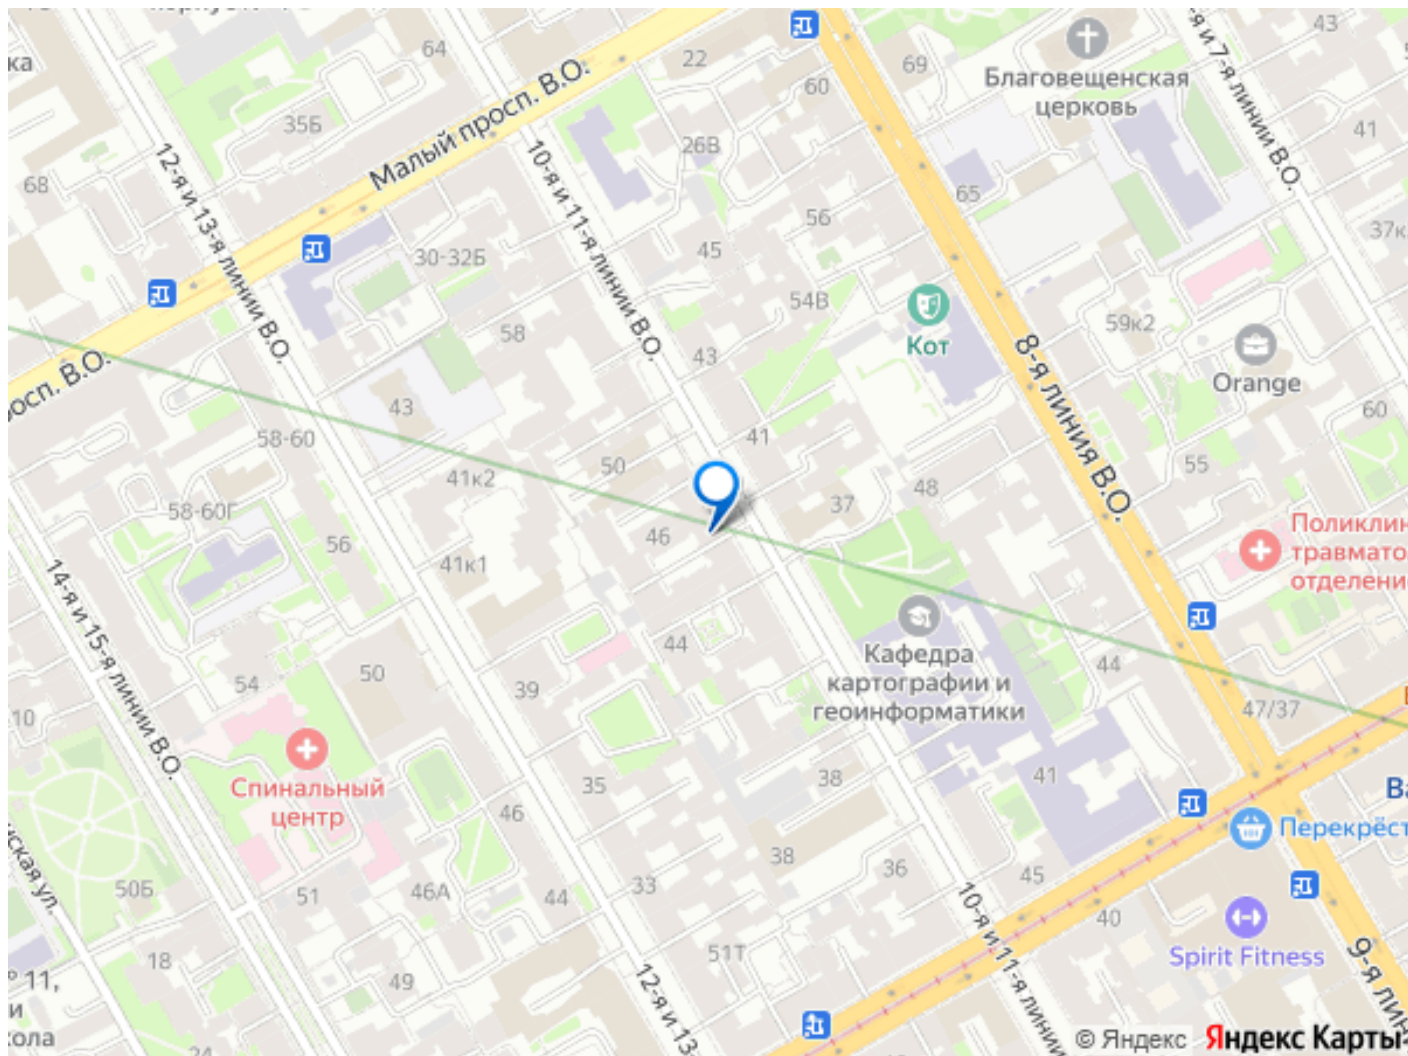 64
22
60
69
Благовещенская
церковь
43
41
ка
35Б
Малый просп. В.О.
26В
68
12-я и 13-я линии В.О.
10-я и 11-я линии В.О.
65
56
45
30-32Б
37к
54В
58
43
Кот
59к2
Orange
8-я линия В.О.
просп. В.О.
43
58-60
41
60
41к2
50
55
48
58-60Г
37
46
56
41к1
Поликлин
травмато
отделени
14-я и 15-я линии В.О.
44
Кафедра
картографии и
геоинформатики
44
50
54
39
47/37
10
Спинальный
центр
35
38
41
46
Перекрёст
38
36
45
33
50Б
51
46А
44
40
10-я и 11-я линии
51Т
Spirit Fitness
9-я лин
18
49
11,
и
кола
12-я и 13-
24
© Яндекс Яндекс Карты